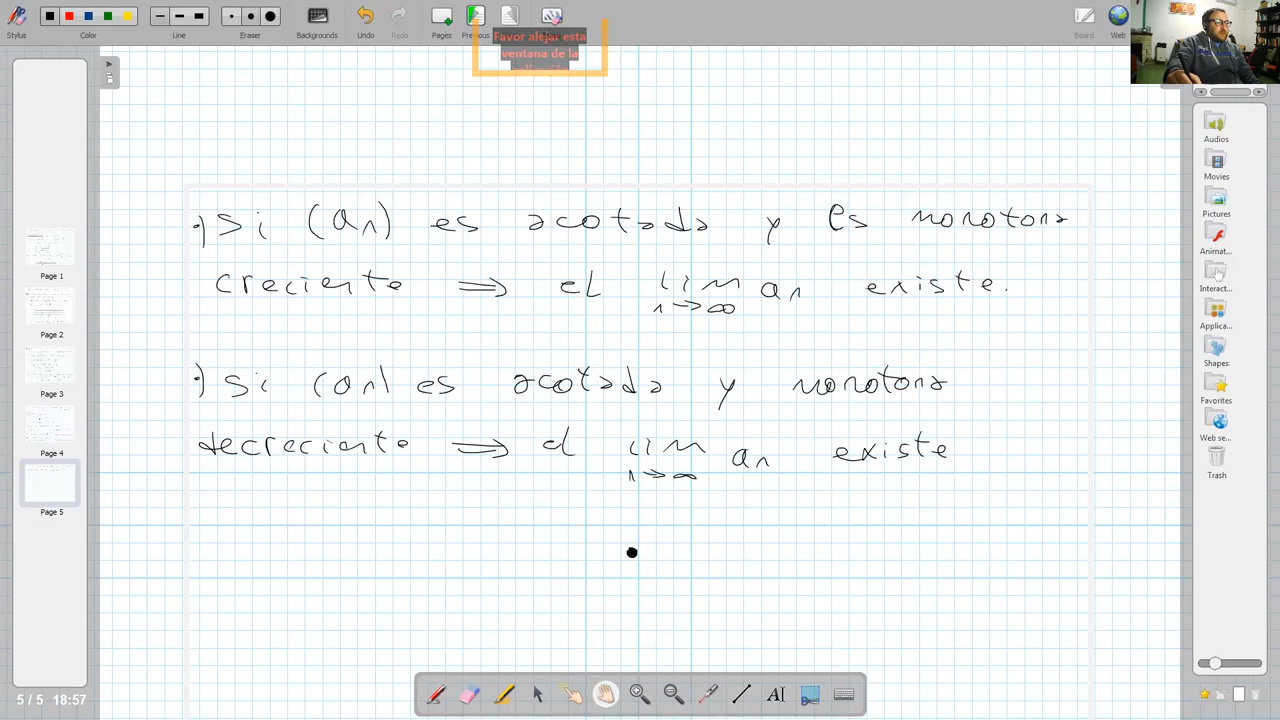 Stylus
Color
Line
Eraser
Backgrounds
Undo
Redo
Pages
Previous
Board
Web
Favor alejar esta
ventana de la
•) Si (an) es acotada y es monotona
creciente ⇒ el lim an existe.
n→∞
•) Si (an) es acotada y monotona
decreciente ⇒ el lim an existe
n→∞
Page 1
Page 2
Page 3
Page 4
Page 5
5 / 5 18:57
Audios
Movies
Pictures
Animat...
Interact...
Applica...
Shapes
Favorites
Web se...
Trash
AI